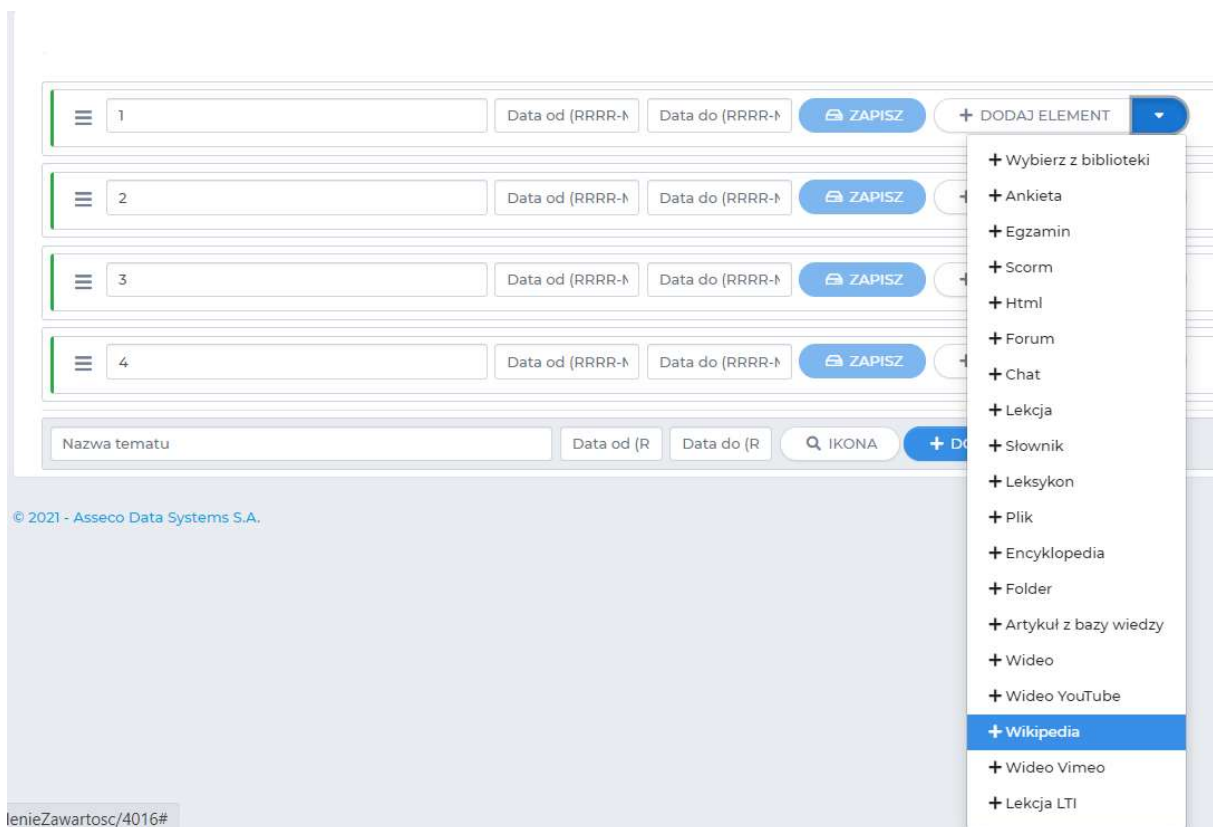 1 Data od (RRRR-M Data do (RRRR-M ZAPISZ + DODAJ ELEMENT
+ Wybierz z biblioteki
2 Data od (RRRR-M Data do (RRRR-M ZAPISZ +
+ Ankieta
+ Egzamin
+ Scorm
3 Data od (RRRR-M Data do (RRRR-M ZAPISZ +
+ Html
+ Forum
4 Data od (RRRR-M Data do (RRRR-M ZAPISZ +
+ Chat
+ Lekcja
Nazwa tematu Data od (R Data do (R IKONA + DO
+ Słownik
+ Leksykon
© 2021 - Asseco Data Systems S.A.
+ Plik
+ Encyklopedia
+ Folder
+ Artykuł z bazy wiedzy
+ Wideo
+ Wideo YouTube
+ Wikipedia
+ Wideo Vimeo
+ Lekcja LTI
lenieZawartosc/4016#